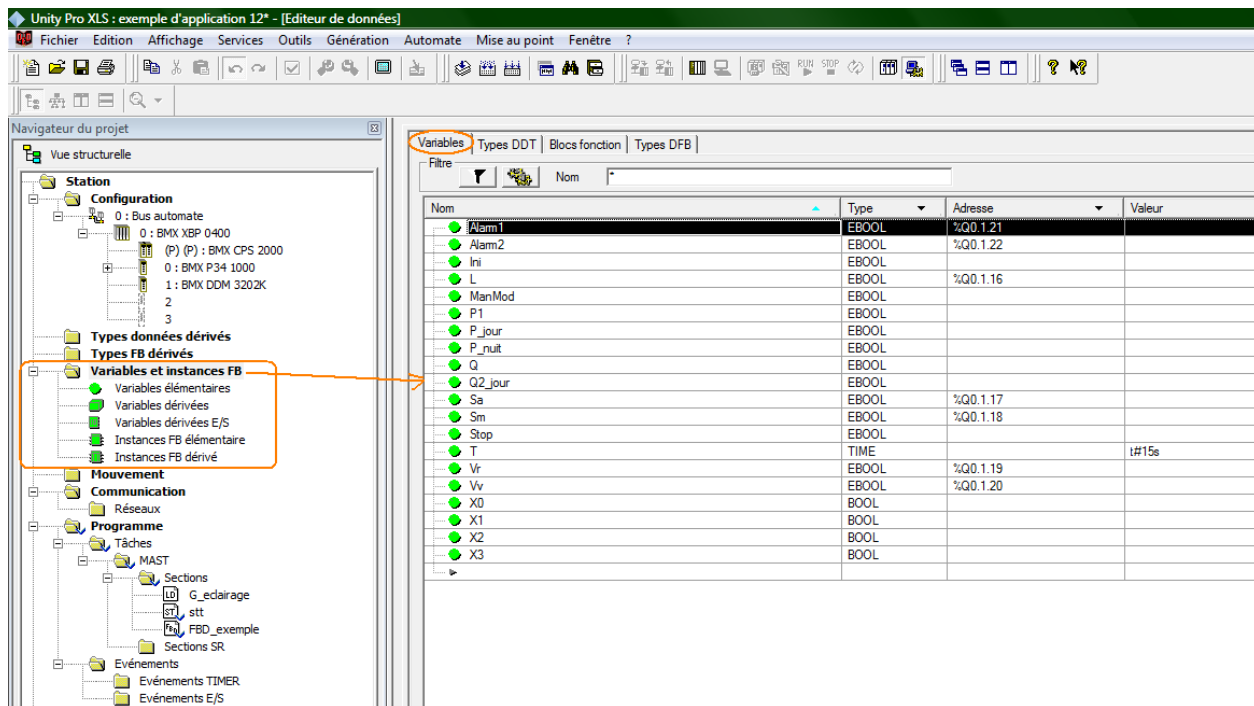 Unity Pro XLS : exemple d'application 12* - [Editeur de données]
Fichier Edition Affichage Services Outils Génération Automate Mise au point Fenêtre ?
RUN STOP
Navigateur du projet
Vue structurelle
Station
Configuration
0 : Bus automate
0 : BMX XBP 0400
(P) (P) : BMX CPS 2000
0 : BMX P34 1000
1 : BMX DDM 3202K
2
3
Types données dérivés
Types FB dérivés
Variables et instances FB
Variables élémentaires
Variables dérivées
Variables dérivées E/S
Instances FB élémentaire
Instances FB dérivé
Mouvement
Communication
Réseaux
Programme
Tâches
MAST
Sections
LD G_eclairage
ST stt
FBD_exemple
Sections SR
Evénements
Evénements TIMER
Evénements E/S
Variables Types DDT Blocs fonction Types DFB
Filtre
Nom *
Nom Type Adresse Valeur
Alarm1 EBOOL %Q0.1.21
Alarm2 EBOOL %Q0.1.22
Ini EBOOL
L EBOOL %Q0.1.16
ManMod EBOOL
P1 EBOOL
P_jour EBOOL
P_nuit EBOOL
Q EBOOL
Q2_jour EBOOL
Sa EBOOL %Q0.1.17
Sm EBOOL %Q0.1.18
Stop EBOOL
T TIME t#15s
Vr EBOOL %Q0.1.19
Vv EBOOL %Q0.1.20
X0 BOOL
X1 BOOL
X2 BOOL
X3 BOOL